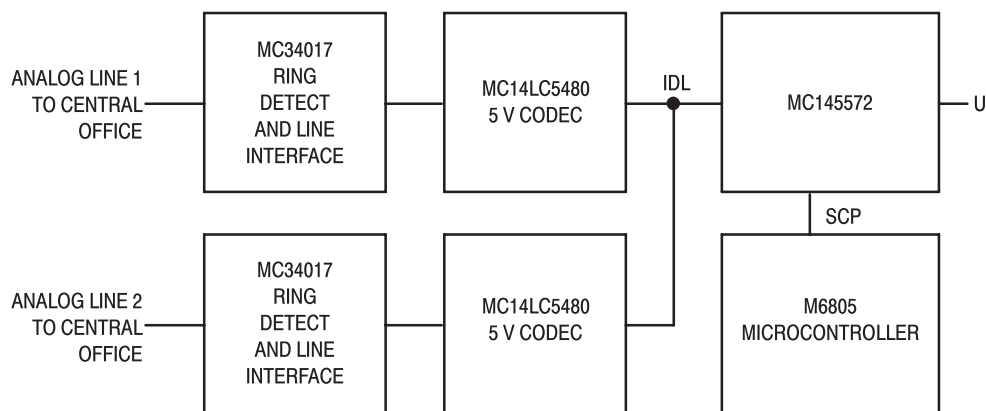 ANALOG LINE 1
TO CENTRAL
OFFICE
MC34017
RING
DETECT
AND LINE
INTERFACE
MC14LC5480
5 V CODEC
IDL
MC145572
U
SCP
ANALOG LINE 2
TO CENTRAL
OFFICE
MC34017
RING
DETECT
AND LINE
INTERFACE
MC14LC5480
5 V CODEC
M6805
MICROCONTROLLER